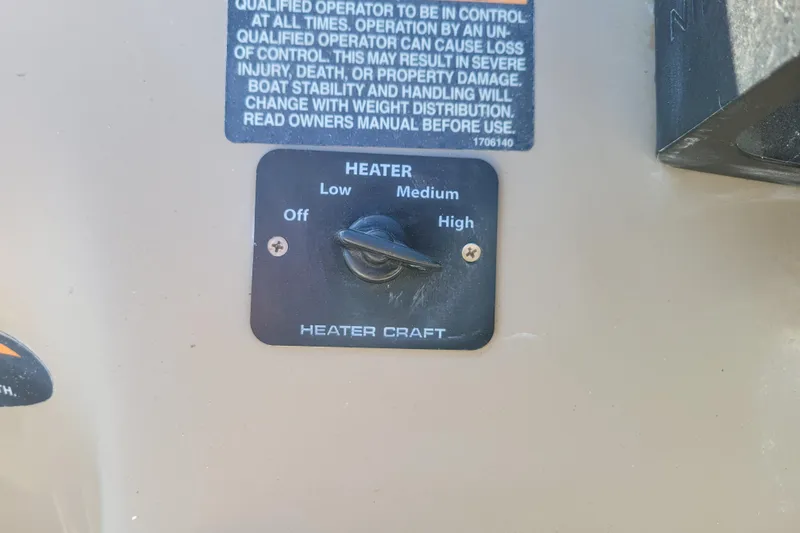 QUALIFIED OPERATOR TO BE IN CONTROL
AT ALL TIMES. OPERATION BY AN UN-
QUALIFIED OPERATOR CAN CAUSE LOSS
OF CONTROL. THIS MAY RESULT IN SEVERE
INJURY, DEATH, OR PROPERTY DAMAGE.
BOAT STABILITY AND HANDLING WILL
CHANGE WITH WEIGHT DISTRIBUTION.
READ OWNERS MANUAL BEFORE USE.
1706140
HEATER
Low Medium
Off High
HEATER CRAFT
TH.